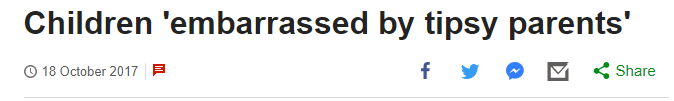 Children 'embarrassed by tipsy parents'
18 October 2017 Share